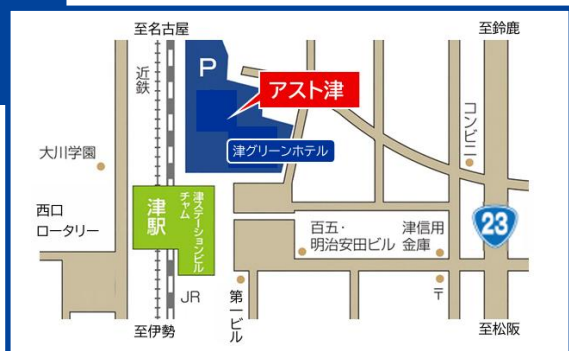 至名古屋
至鈴鹿
近鉄
P
アスト津
コンビニ
津グリーンホテル
大川学園
西口
ロータリー
津駅
津ステーションビル
チャム
百五・
明治安田ビル
津信用
金庫
23
JR
第一ビル
〒
至伊勢
至松阪